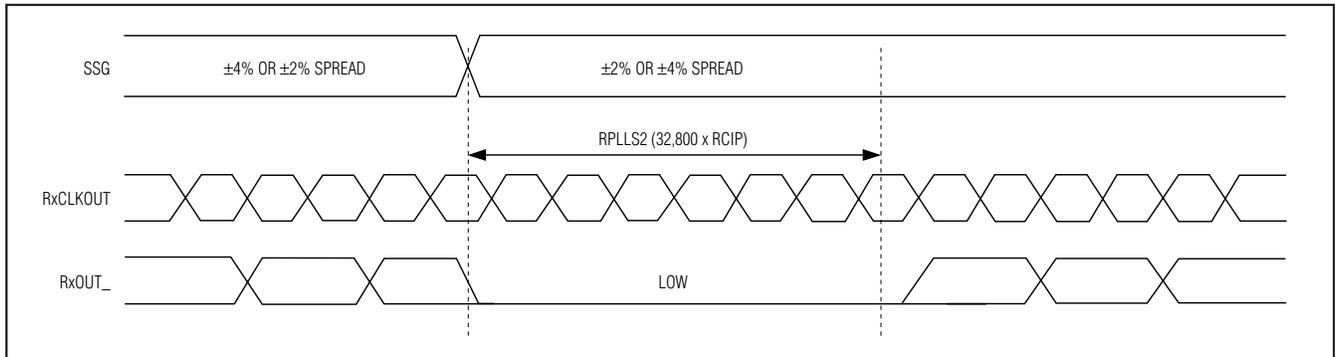 SSG
±4% OR ±2% SPREAD
±2% OR ±4% SPREAD
RPLLS2 (32,800 x RCIP)
RxCLKOUT
RxOUT_
LOW